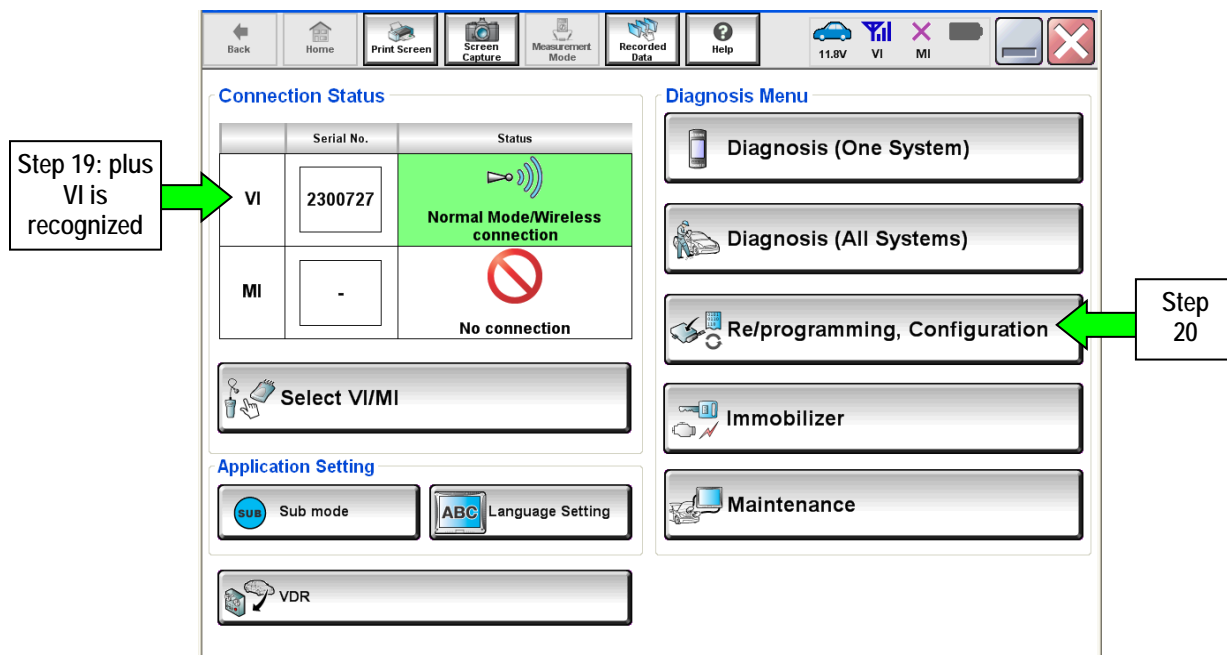 Back
Home
Print Screen
Screen
Capture
Measurement
Mode
Recorded
Data
Help
11.8V
VI
MI
Connection Status
Serial No.
Status
VI
2300727
Normal Mode/Wireless
connection
MI
-
No connection
Select VI/MI
Application Setting
SUB
Sub mode
ABC
Language Setting
VDR
Diagnosis Menu
Diagnosis (One System)
Diagnosis (All Systems)
Re/programming, Configuration
Immobilizer
Maintenance
Step 19: plus
VI is
recognized
Step
20